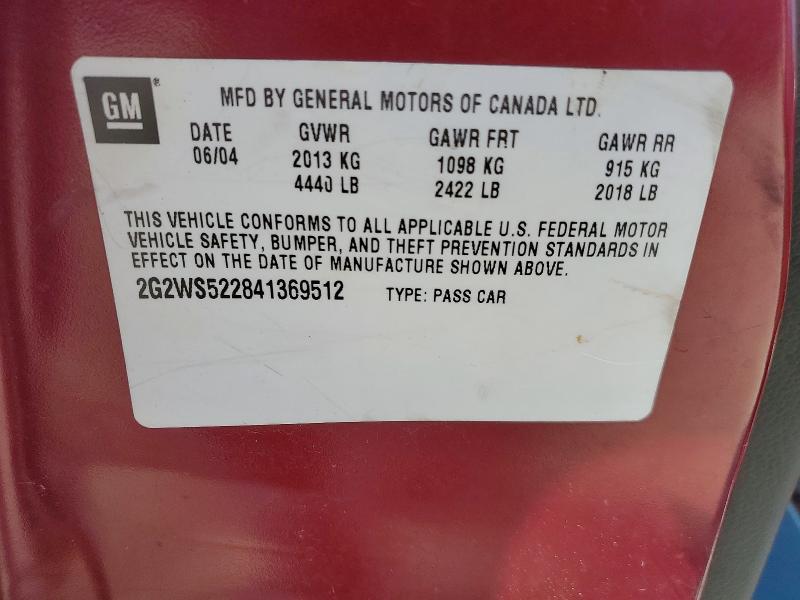 GM®
MFD BY GENERAL MOTORS OF CANADA LTD.
DATE GVWR GAWR FRT GAWR RR
06/04 2013 KG 1098 KG 915 KG
4440 LB 2422 LB 2018 LB
THIS VEHICLE CONFORMS TO ALL APPLICABLE U.S. FEDERAL MOTOR
VEHICLE SAFETY, BUMPER, AND THEFT PREVENTION STANDARDS IN
EFFECT ON THE DATE OF MANUFACTURE SHOWN ABOVE.
2G2WS522841369512 TYPE: PASS CAR